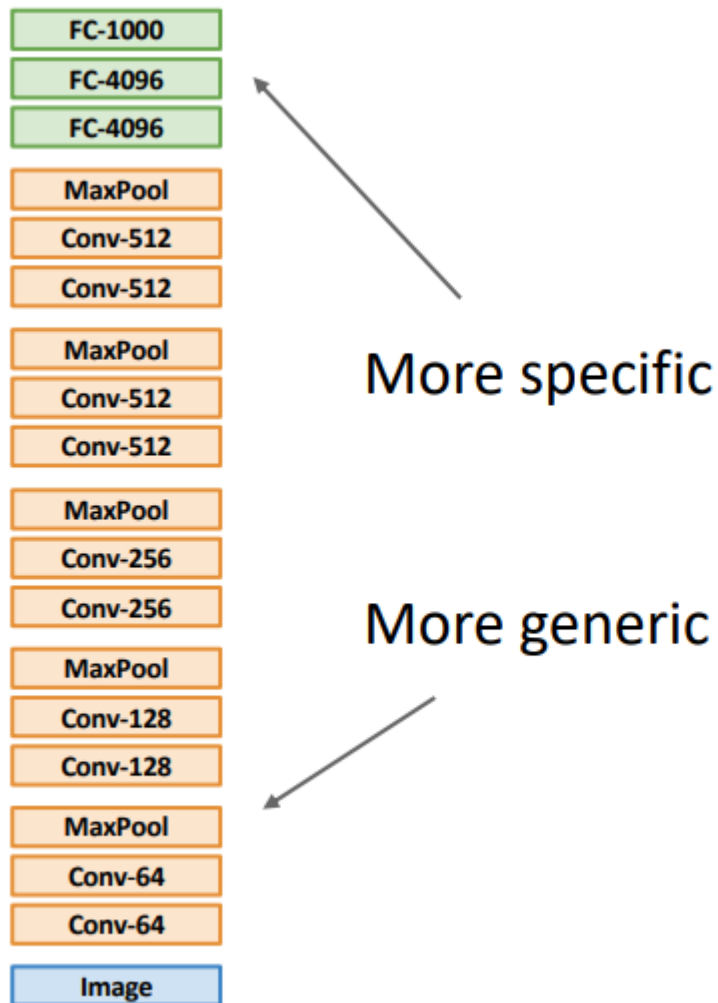 FC-1000
FC-4096
FC-4096
MaxPool
Conv-512
Conv-512
MaxPool
Conv-512
Conv-512
MaxPool
Conv-256
Conv-256
MaxPool
Conv-128
Conv-128
MaxPool
Conv-64
Conv-64
Image
More specific
More generic